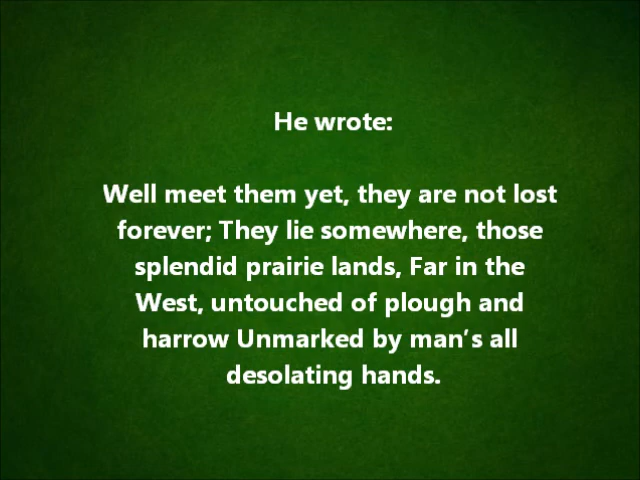 He wrote:
Well meet them yet, they are not lost
forever; They lie somewhere, those
splendid prairie lands, Far in the
West, untouched of plough and
harrow Unmarked by man’s all
desolating hands.